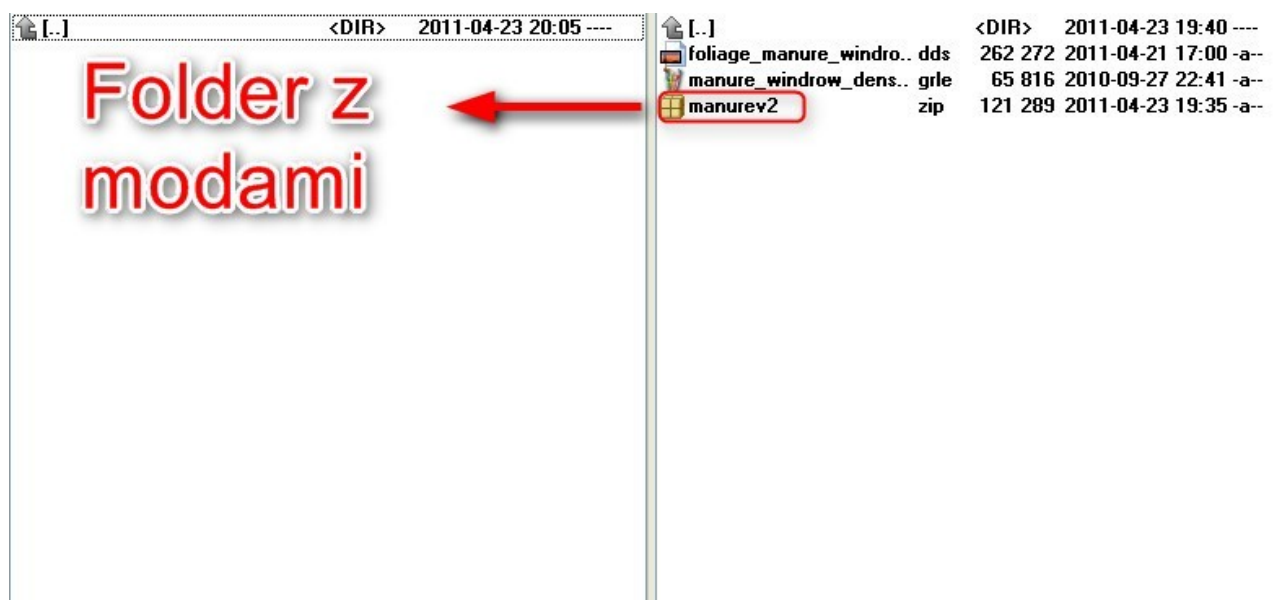 [..] <DIR> 2011-04-23 20:05 ----
Folder z
modami
[..] <DIR> 2011-04-23 19:40 ----
foliage_manure_windro.. dds 262 272 2011-04-21 17:00 -a--
manure_windrow_dens.. grle 65 816 2010-09-27 22:41 -a--
manurev2 zip 121 289 2011-04-23 19:35 -a--